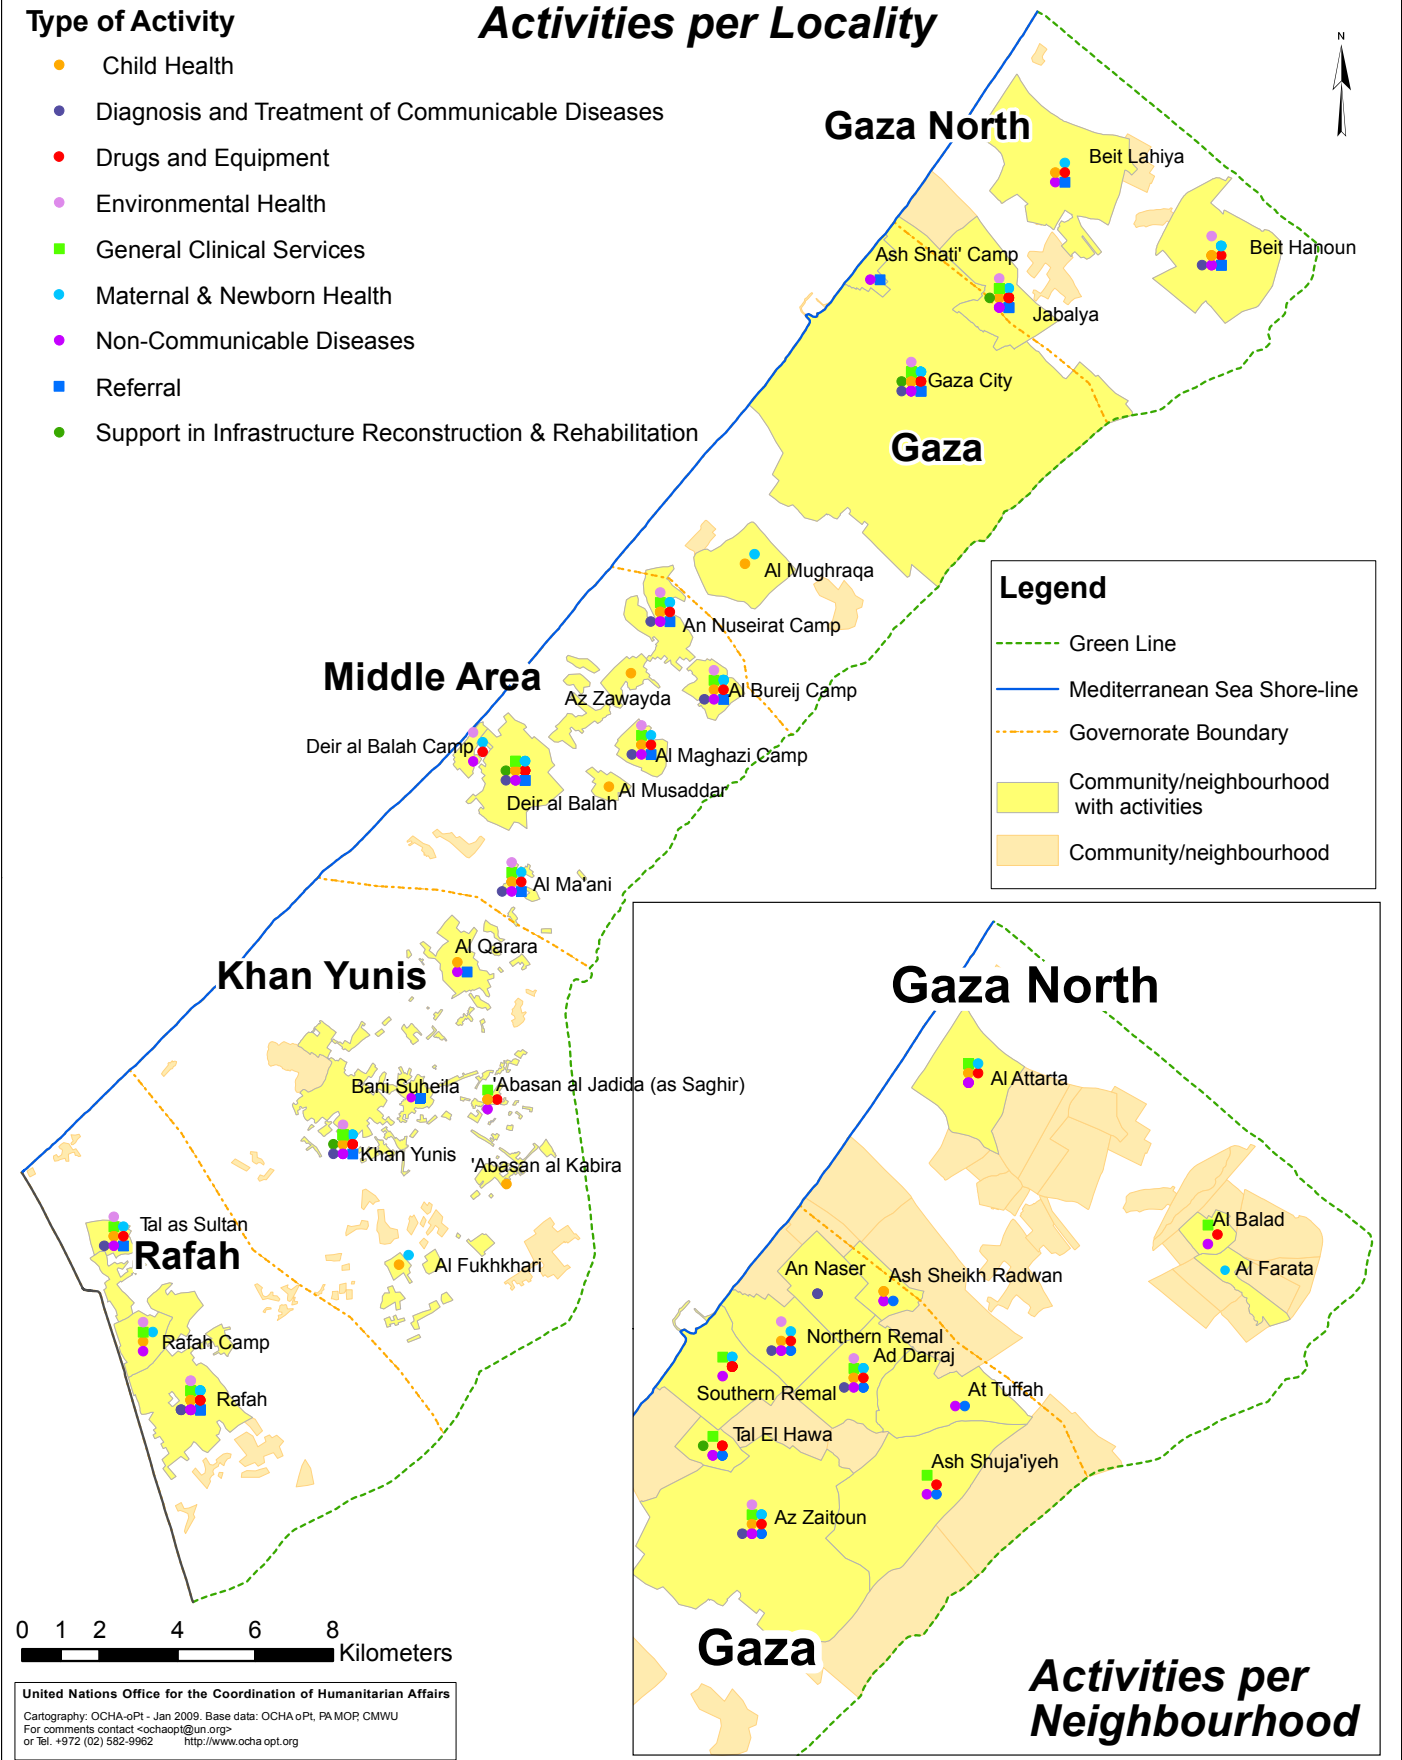 Type of Activity
Child Health
Diagnosis and Treatment of Communicable Diseases
Drugs and Equipment
Environmental Health
General Clinical Services
Maternal & Newborn Health
Non-Communicable Diseases
Referral
Support in Infrastructure Reconstruction & Rehabilitation
Activities per Locality
N
Gaza North
Beit Lahiya
Beit Hanoun
Ash Shati' Camp
Jabalya
Gaza City
Gaza
Al Mughraqa
An Nuseirat Camp
Middle Area
Az Zawayda
Al Bureij Camp
Deir al Balah Camp
Al Maghazi Camp
Al Musaddar
Deir al Balah
Al Ma'ani
Al Qarara
Khan Yunis
Bani Suheila
'Abasan al Jadida (as Saghir)
Khan Yunis
'Abasan al Kabira
Tal as Sultan
Rafah
Al Fukhkhari
Rafah Camp
Rafah
Legend
Green Line
Mediterranean Sea Shore-line
Governorate Boundary
Community/neighbourhood
with activities
Community/neighbourhood
Gaza North
Al Attarta
Al Balad
Al Farata
An Naser
Ash Sheikh Radwan
Northern Remal
Ad Darraj
Southern Remal
At Tuffah
Tal El Hawa
Ash Shuja'iyeh
Az Zaitoun
Gaza
Activities per
Neighbourhood
0 1 2 4 6 8
Kilometers
United Nations Office for the Coordination of Humanitarian Affairs
Cartography: OCHA-oPt - Jan 2009. Base data: OCHA oPt, PA MOP, CMWU
For comments contact <ochaopt@un.org>
or Tel. +972 (02) 582-9962 http://www.ocha opt.org